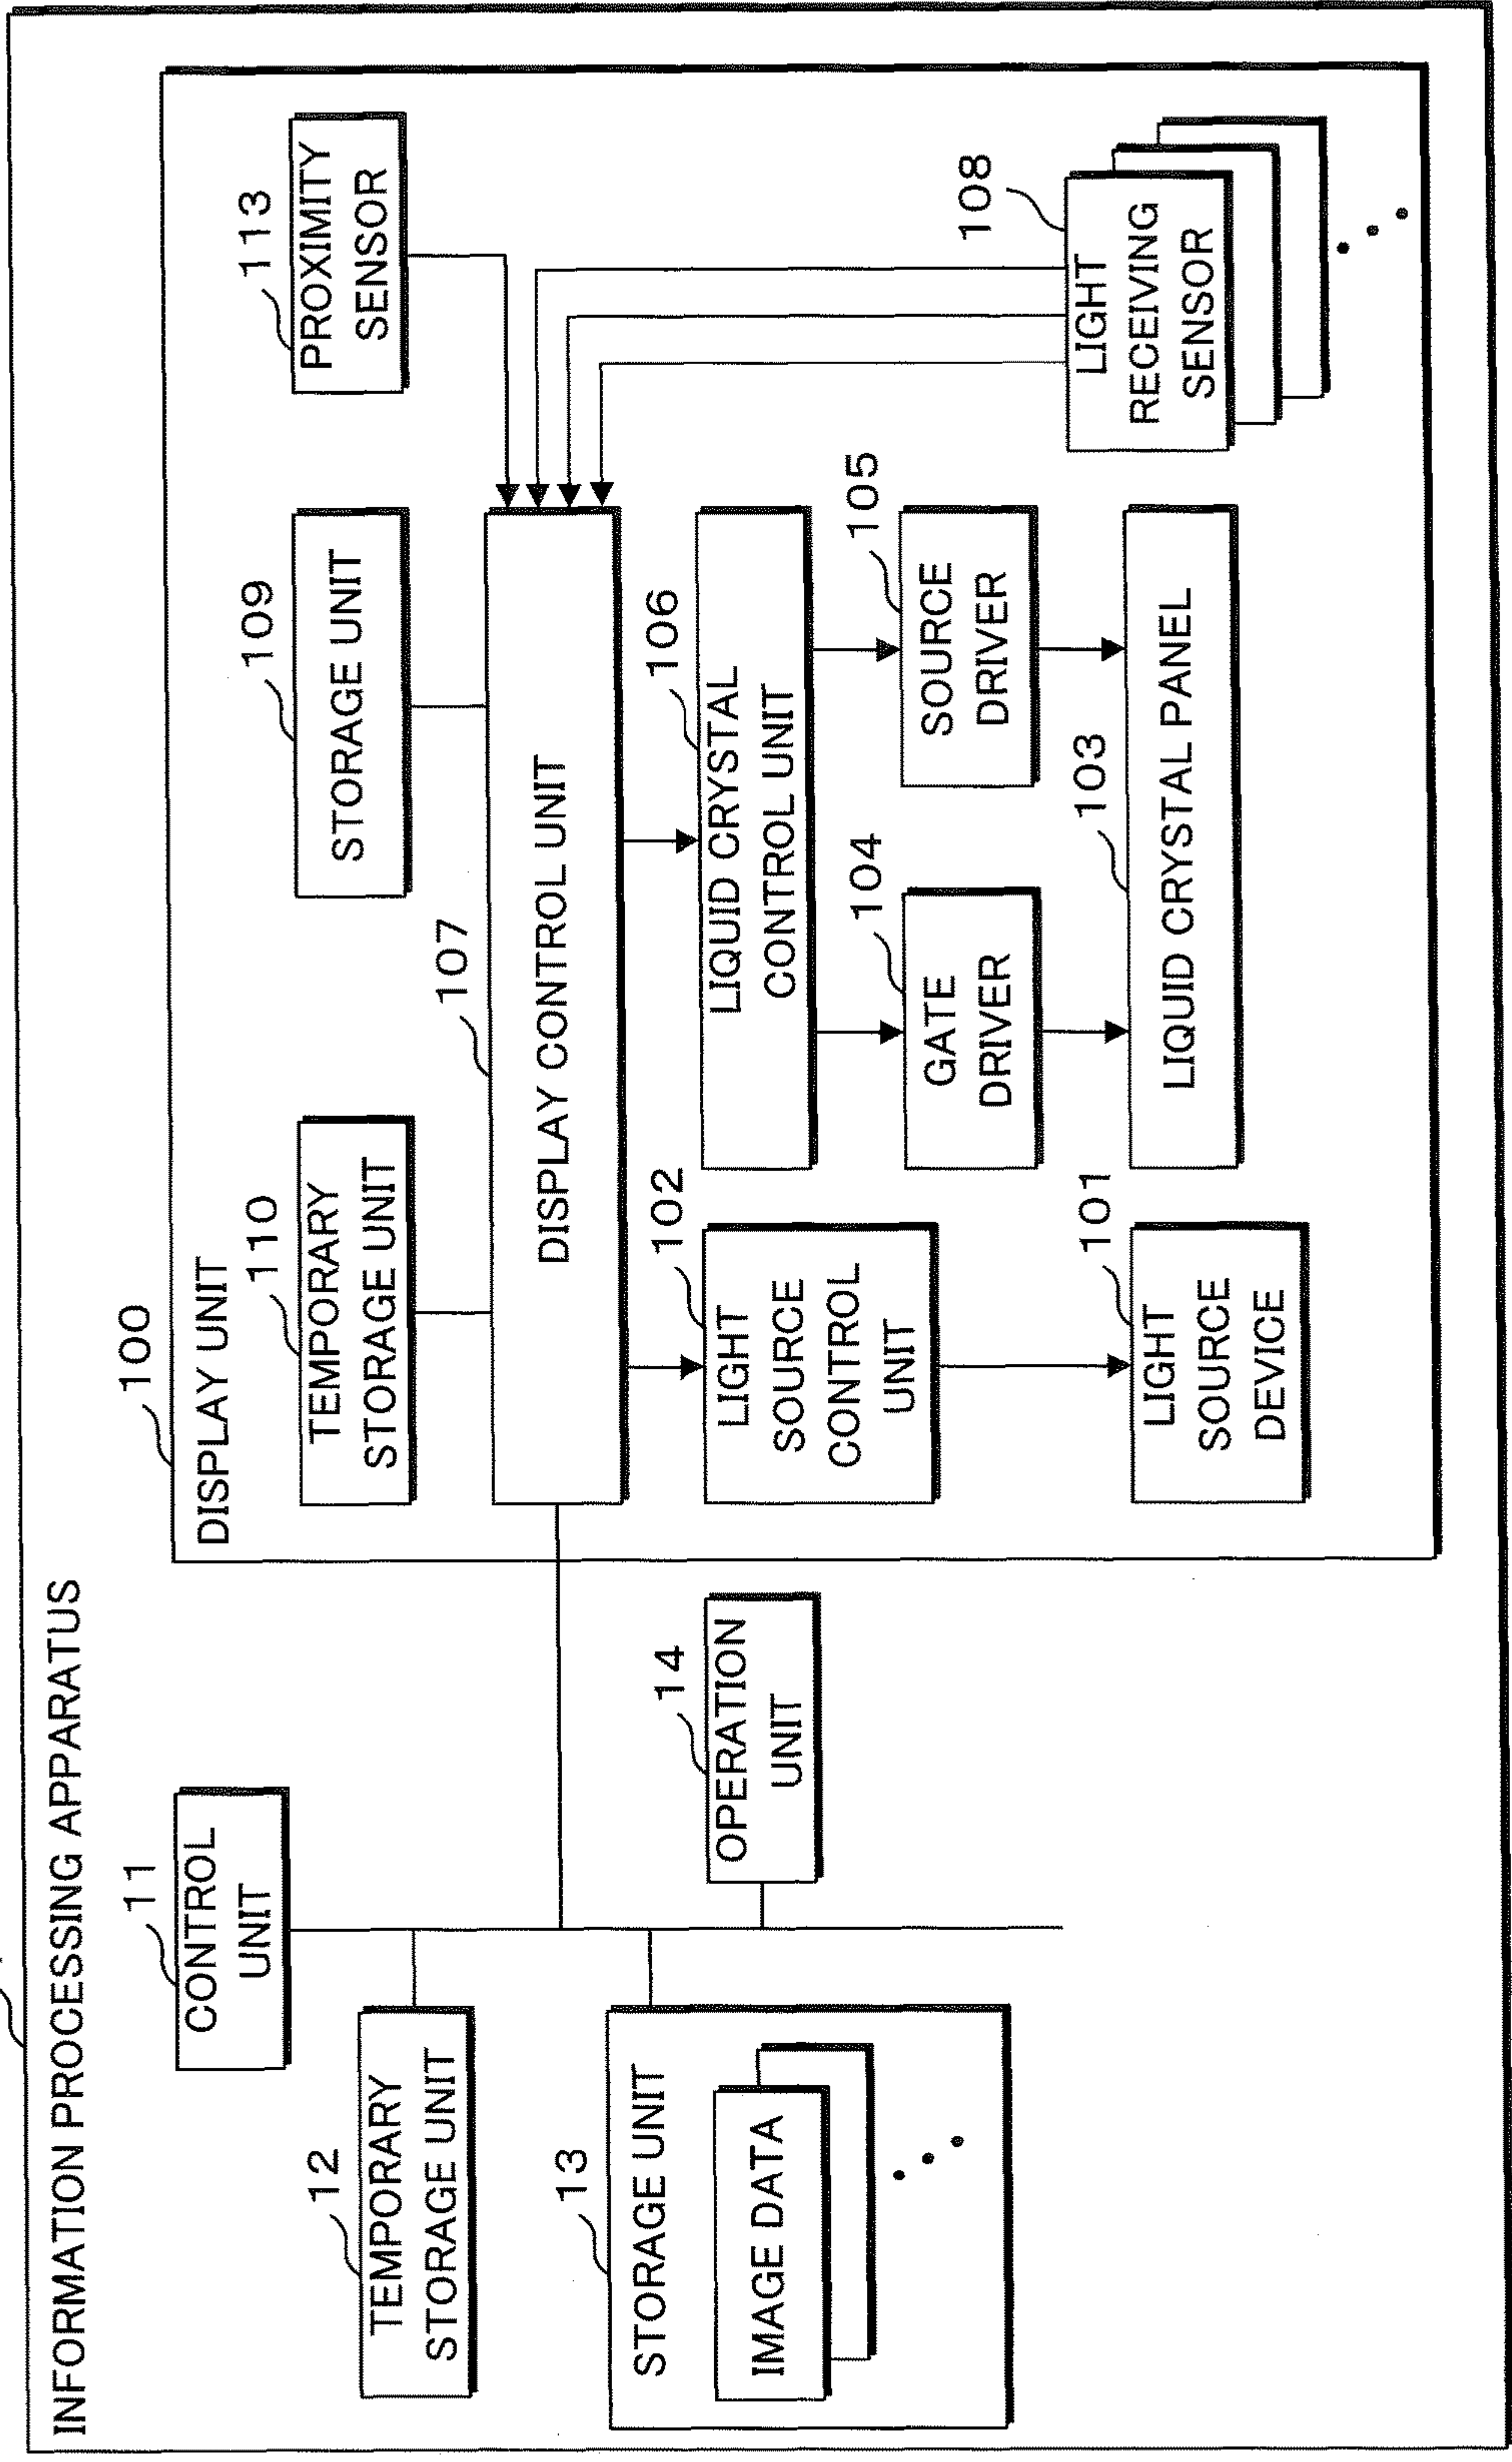 INFORMATION PROCESSING APPARATUS
11
CONTROL
UNIT
12
TEMPORARY
STORAGE UNIT
13
STORAGE UNIT
IMAGE DATA
14
OPERATION
UNIT
100
DISPLAY UNIT
110
TEMPORARY
STORAGE UNIT
109
STORAGE UNIT
113
PROXIMITY
SENSOR
107
DISPLAY CONTROL UNIT
102
LIGHT
SOURCE
CONTROL
UNIT
106
LIQUID CRYSTAL
CONTROL UNIT
104
GATE
DRIVER
105
SOURCE
DRIVER
108
LIGHT
RECEIVING
SENSOR
101
LIGHT
SOURCE
DEVICE
103
LIQUID CRYSTAL PANEL